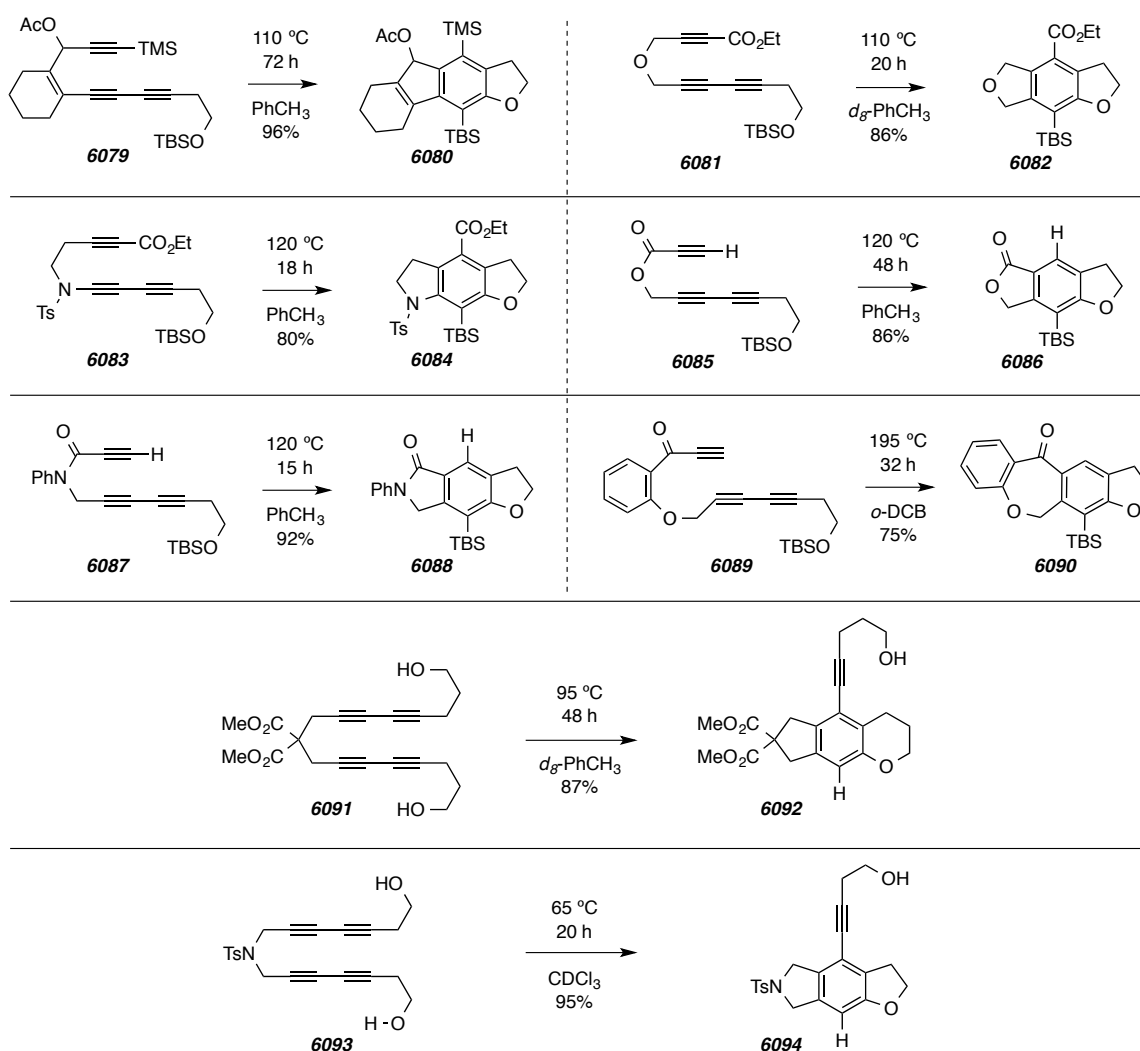 AcO
TMS
110 ºC
72 h
PhCH3
96%
TBSO
6079
AcO
TMS
O
TBS
6080
CO2Et
O
TBSO
6081
110 ºC
20 h
d8-PhCH3
86%
CO2Et
O
O
TBS
6082
CO2Et
N
Ts
TBSO
6083
120 ºC
18 h
PhCH3
80%
CO2Et
N
Ts
O
TBS
6084
O
H
O
TBSO
6085
120 ºC
48 h
PhCH3
86%
O
H
O
O
TBS
6086
O
H
PhN
TBSO
6087
120 ºC
15 h
PhCH3
92%
O
H
PhN
O
TBS
6088
O
O
TBSO
6089
195 ºC
32 h
o-DCB
75%
O
O
O
TBS
6090
HO
MeO2C
MeO2C
HO
6091
95 ºC
48 h
d8-PhCH3
87%
OH
MeO2C
MeO2C
O
H
6092
HO
TsN
H-O
6093
65 ºC
20 h
CDCl3
95%
OH
TsN
O
H
6094